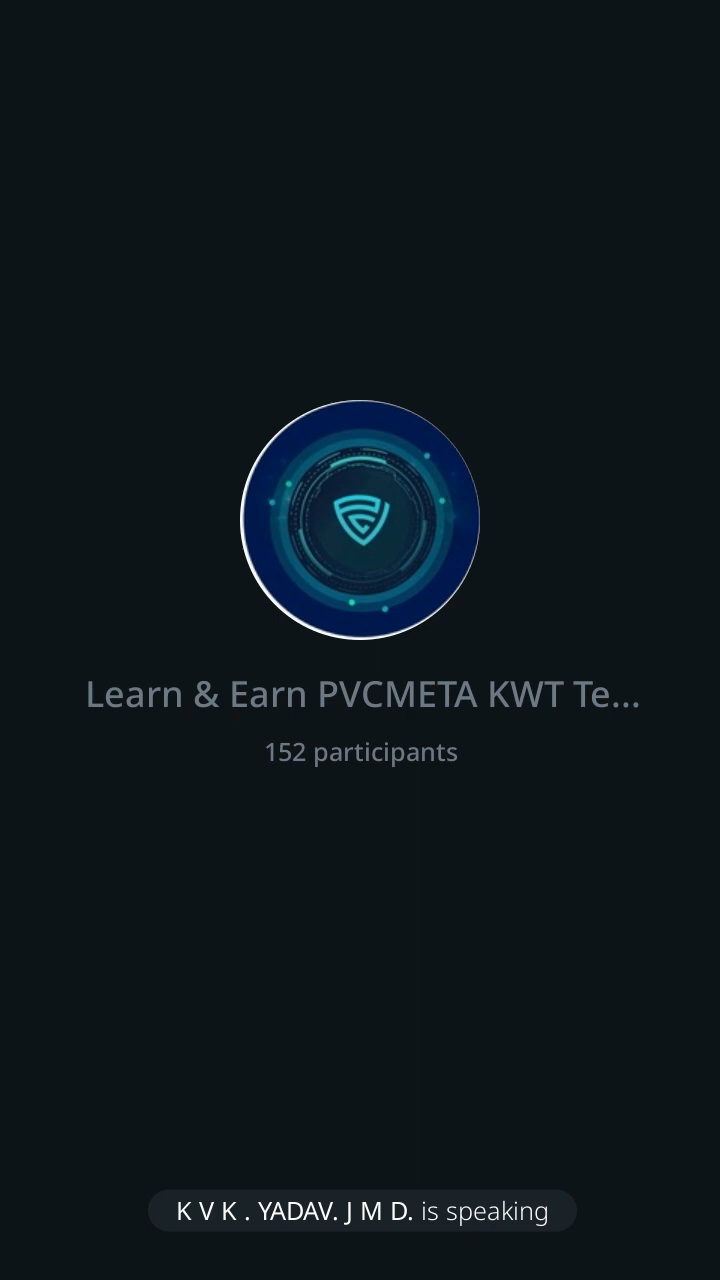 Learn & Earn PVCMETA KWT Te...
152 participants
K V K . YADAV. J M D. is speaking